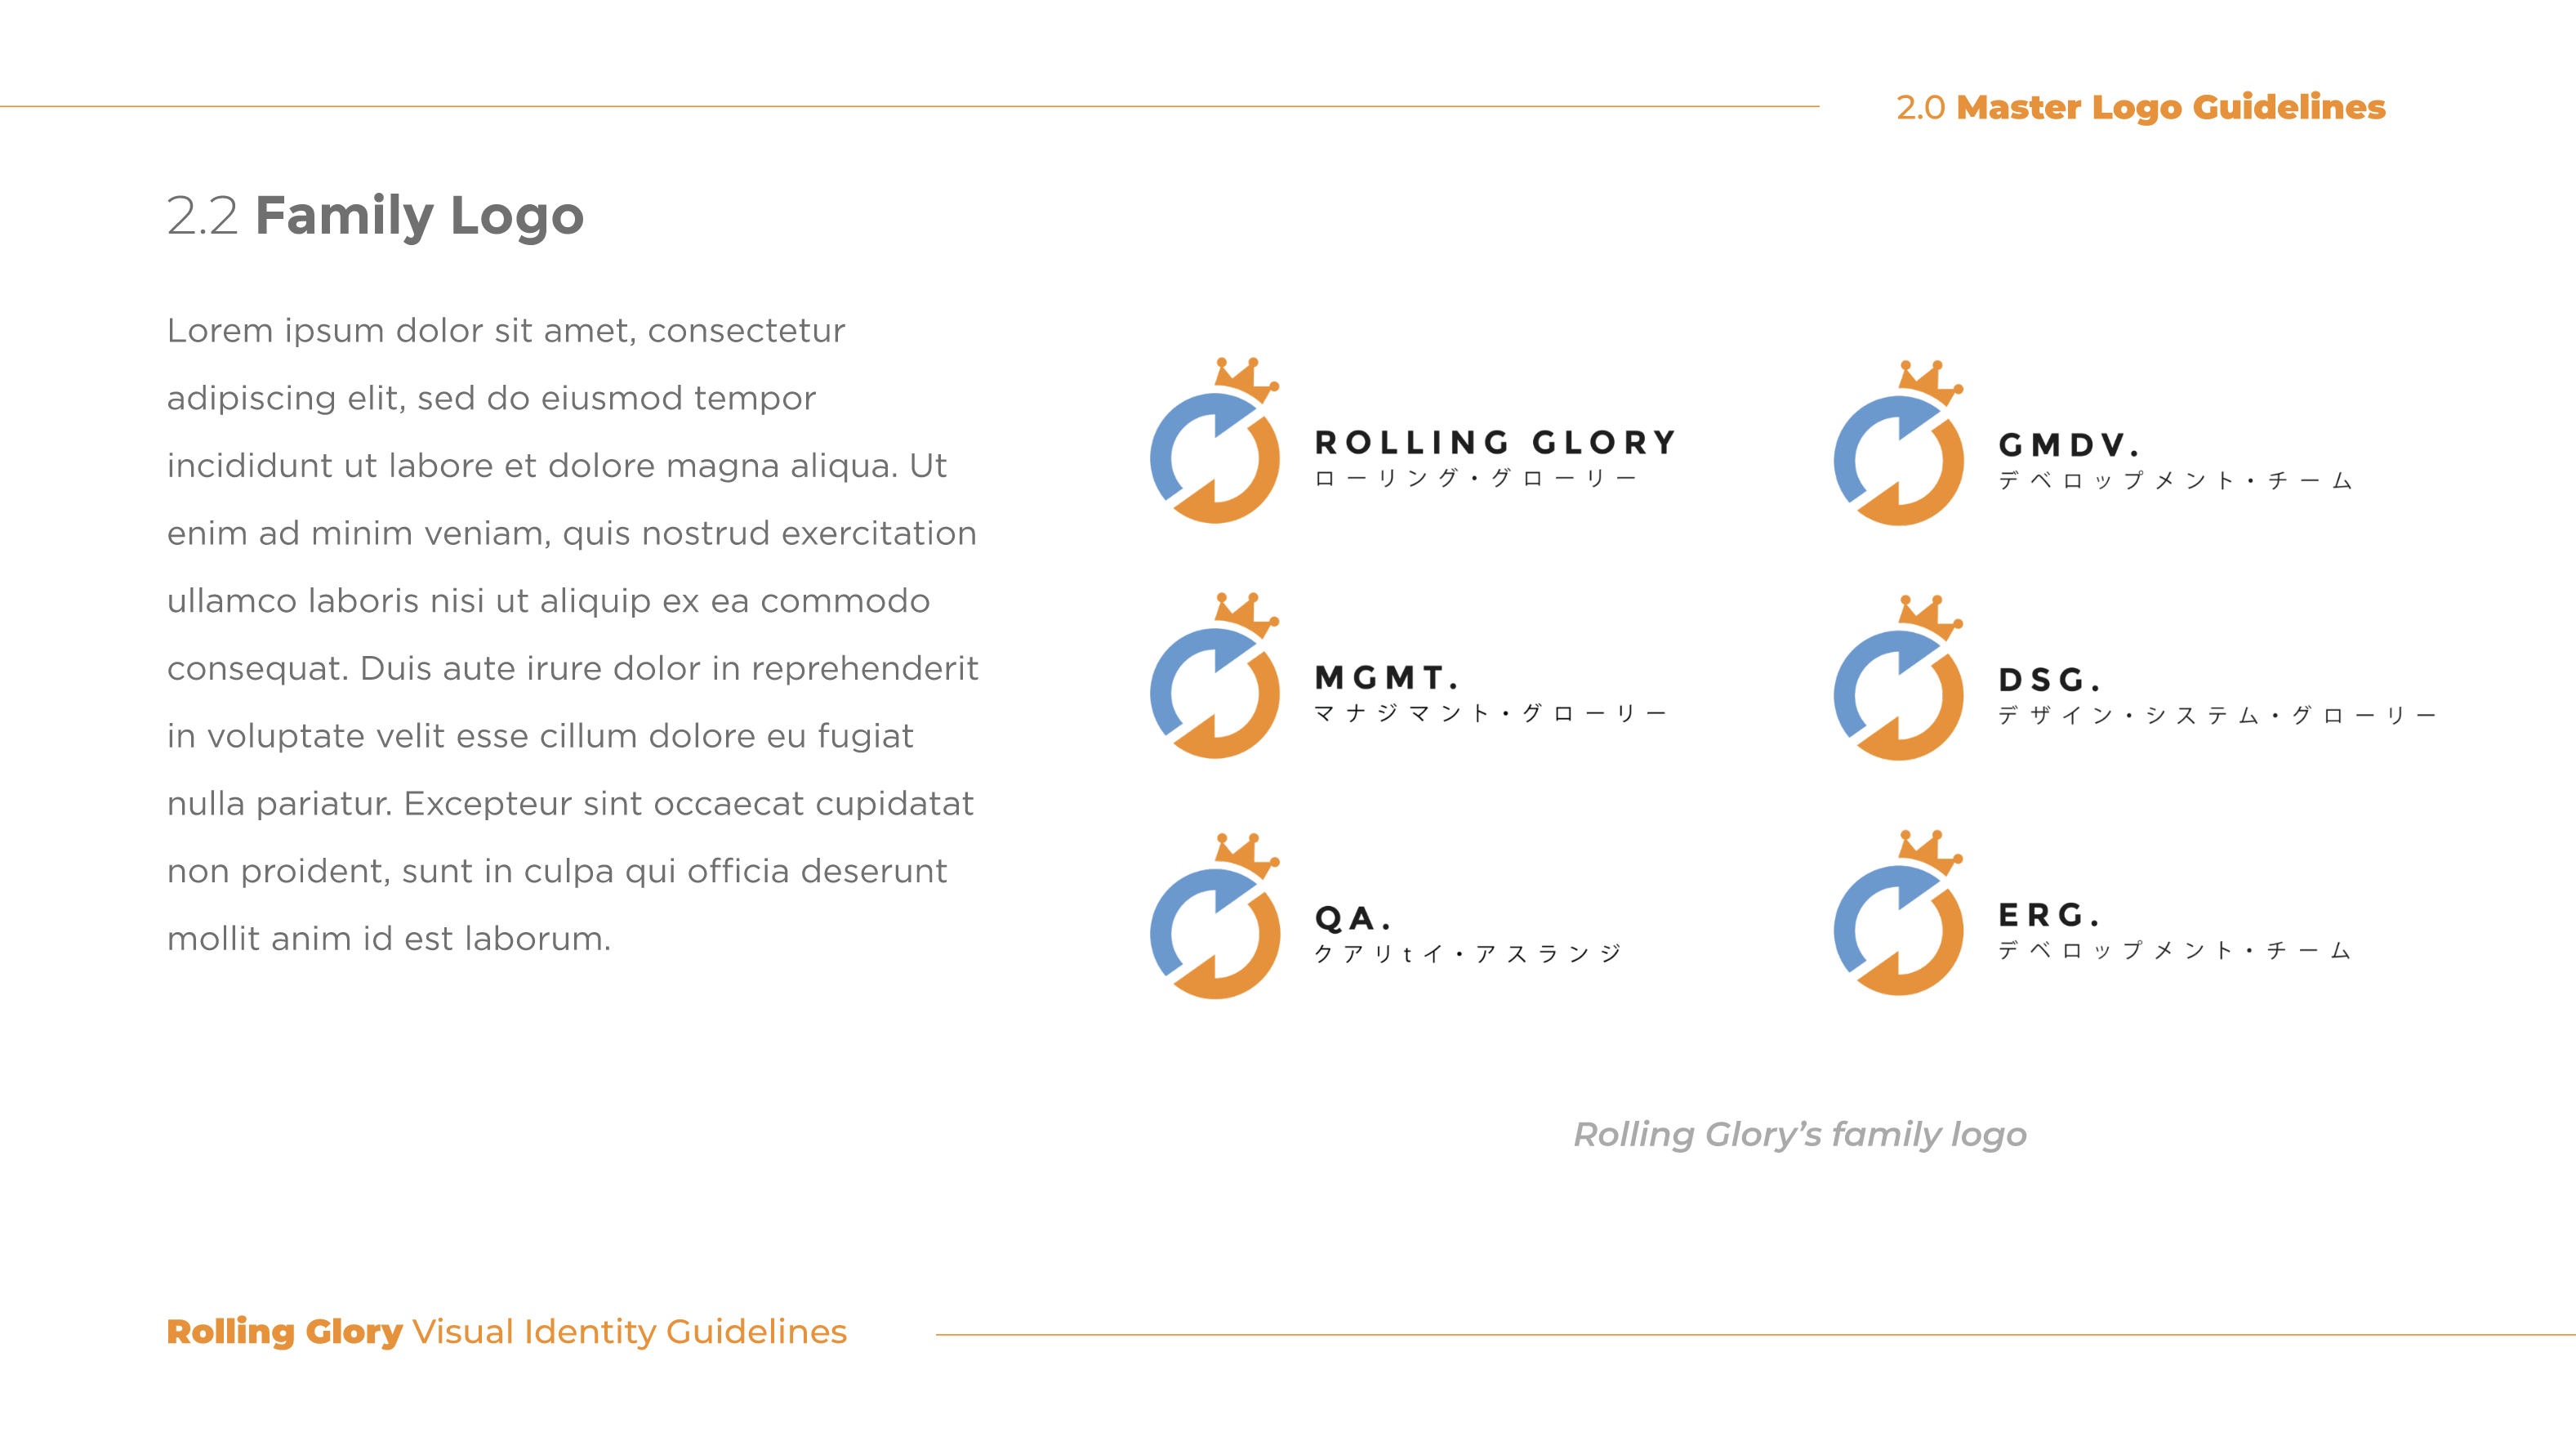 2.0 Master Logo Guidelines
2.2 Family Logo
Lorem ipsum dolor sit amet, consectetur
adipiscing elit, sed do eiusmod tempor
incididunt ut labore et dolore magna aliqua. Ut
enim ad minim veniam, quis nostrud exercitation
ullamco laboris nisi ut aliquip ex ea commodo
consequat. Duis aute irure dolor in reprehenderit
in voluptate velit esse cillum dolore eu fugiat
nulla pariatur. Excepteur sint occaecat cupidatat
non proident, sunt in culpa qui officia deserunt
mollit anim id est laborum.
ROLLING GLORY
ローリング・グローリー
GMDV.
デベロップメント・チーム
MGMT.
マナジマント・グローリー
DSG.
デザイン・システム・グローリー
QA.
クアリtイ・アスランジ
ERG.
デベロップメント・チーム
Rolling Glory’s family logo
Rolling Glory Visual Identity Guidelines